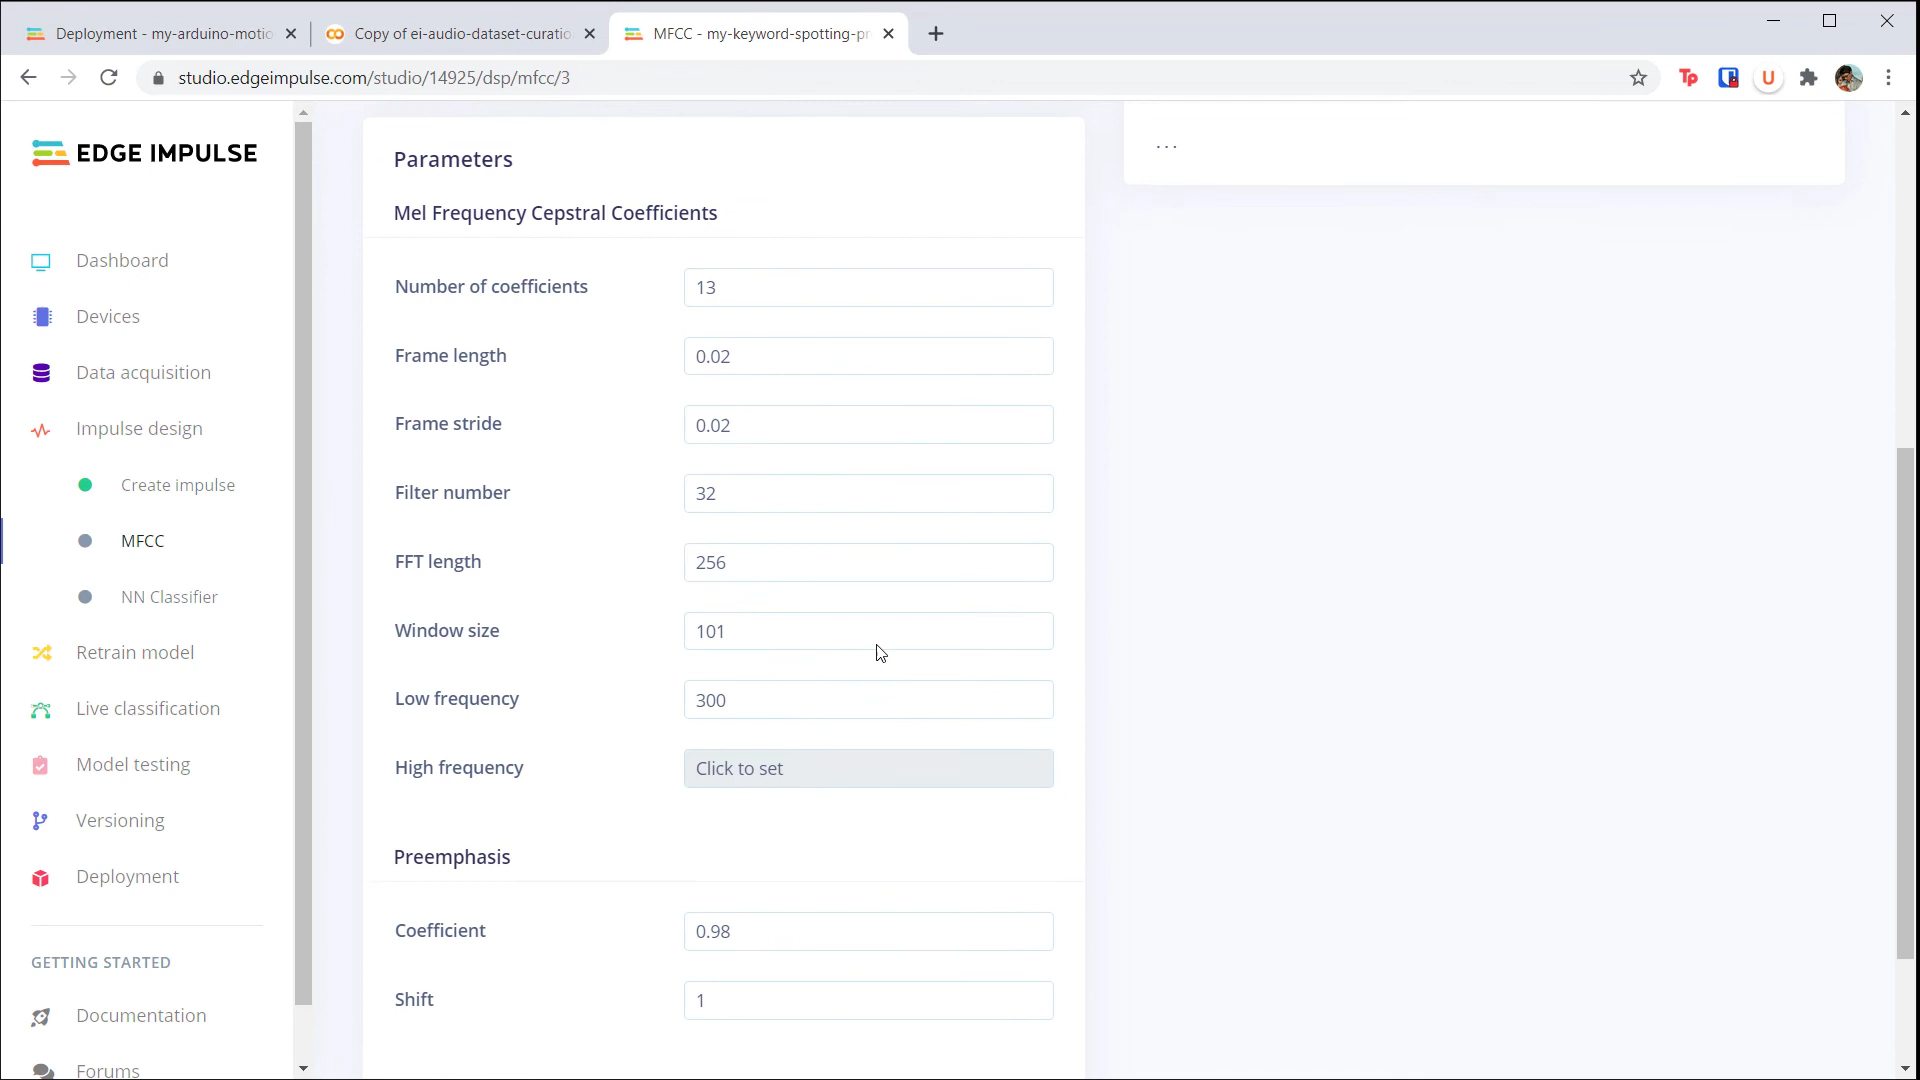 Deployment - my-arduino-motio
Copy of ei-audio-dataset-curatio
MFCC - my-keyword-spotting-pr
studio.edgeimpulse.com/studio/14925/dsp/mfcc/3
Tp
U
EDGE IMPULSE
Dashboard
Devices
Data acquisition
Impulse design
Create impulse
MFCC
NN Classifier
Retrain model
Live classification
Model testing
Versioning
Deployment
GETTING STARTED
Documentation
Forums
Parameters
Mel Frequency Cepstral Coefficients
Number of coefficients 13
Frame length 0.02
Frame stride 0.02
Filter number 32
FFT length 256
Window size 101
Low frequency 300
High frequency Click to set
Preemphasis
Coefficient 0.98
Shift 1
...